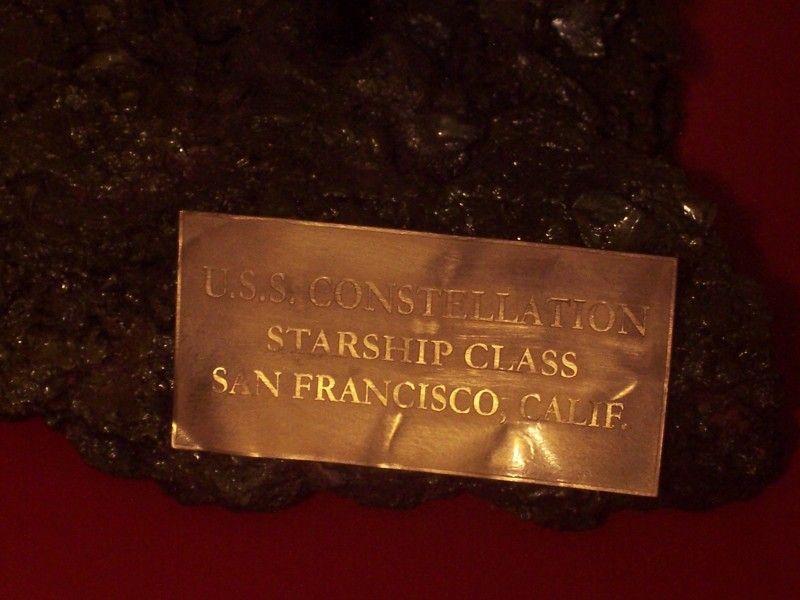 U.S.S. CONSTELLATION
STARSHIP CLASS
SAN FRANCISCO, CALIF.